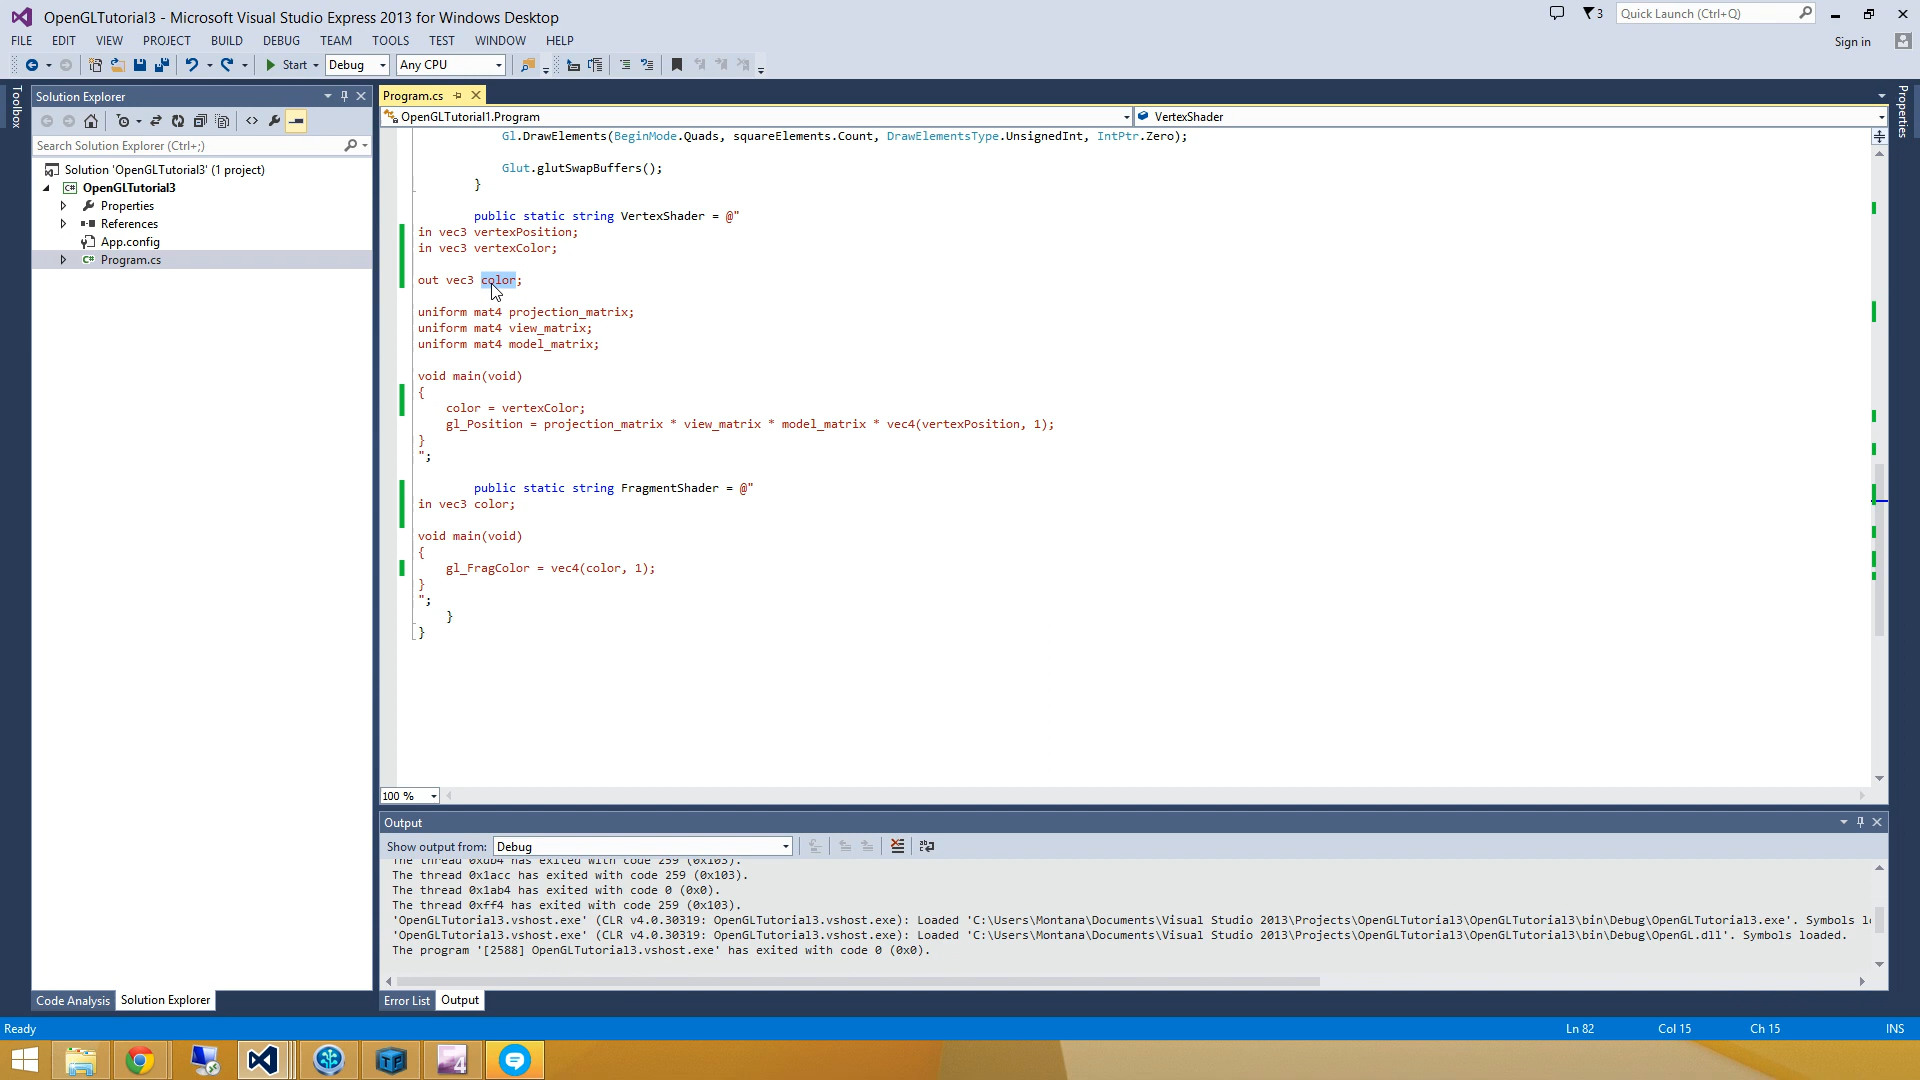 OpenGLTutorial3 - Microsoft Visual Studio Express 2013 for Windows Desktop
3
Quick Launch (Ctrl+Q)
FILE EDIT VIEW PROJECT BUILD DEBUG TEAM TOOLS TEST WINDOW HELP
Sign in
Start Debug Any CPU
Toolbox
Solution Explorer
Search Solution Explorer (Ctrl+;)
Solution 'OpenGLTutorial3' (1 project)
OpenGLTutorial3
Properties
References
App.config
Program.cs
Code Analysis Solution Explorer
Program.cs
OpenGLTutorial1.Program VertexShader
Gl.DrawElements(BeginMode.Quads, squareElements.Count, DrawElementsType.UnsignedInt, IntPtr.Zero);
Glut.glutSwapBuffers();
}
public static string VertexShader = @"
in vec3 vertexPosition;
in vec3 vertexColor;
out vec3 color;
uniform mat4 projection_matrix;
uniform mat4 view_matrix;
uniform mat4 model_matrix;
void main(void)
{
color = vertexColor;
gl_Position = projection_matrix * view_matrix * model_matrix * vec4(vertexPosition, 1);
}
";
public static string FragmentShader = @"
in vec3 color;
void main(void)
{
gl_FragColor = vec4(color, 1);
}
";
}
}
100 %
Properties
Output
Show output from: Debug
The thread 0xdb4 has exited with code 259 (0x103).
The thread 0x1acc has exited with code 259 (0x103).
The thread 0x1ab4 has exited with code 0 (0x0).
The thread 0xff4 has exited with code 259 (0x103).
'OpenGLTutorial3.vshost.exe' (CLR v4.0.30319: OpenGLTutorial3.vshost.exe): Loaded 'C:\Users\Montana\Documents\Visual Studio 2013\Projects\OpenGLTutorial3\OpenGLTutorial3\bin\Debug\OpenGLTutorial3.exe'. Symbols
'OpenGLTutorial3.vshost.exe' (CLR v4.0.30319: OpenGLTutorial3.vshost.exe): Loaded 'C:\Users\Montana\Documents\Visual Studio 2013\Projects\OpenGLTutorial3\OpenGLTutorial3\bin\Debug\OpenGL.dll'. Symbols loaded.
The program '[2588] OpenGLTutorial3.vshost.exe' has exited with code 0 (0x0).
Error List Output
Ready Ln 82 Col 15 Ch 15 INS
TP 4